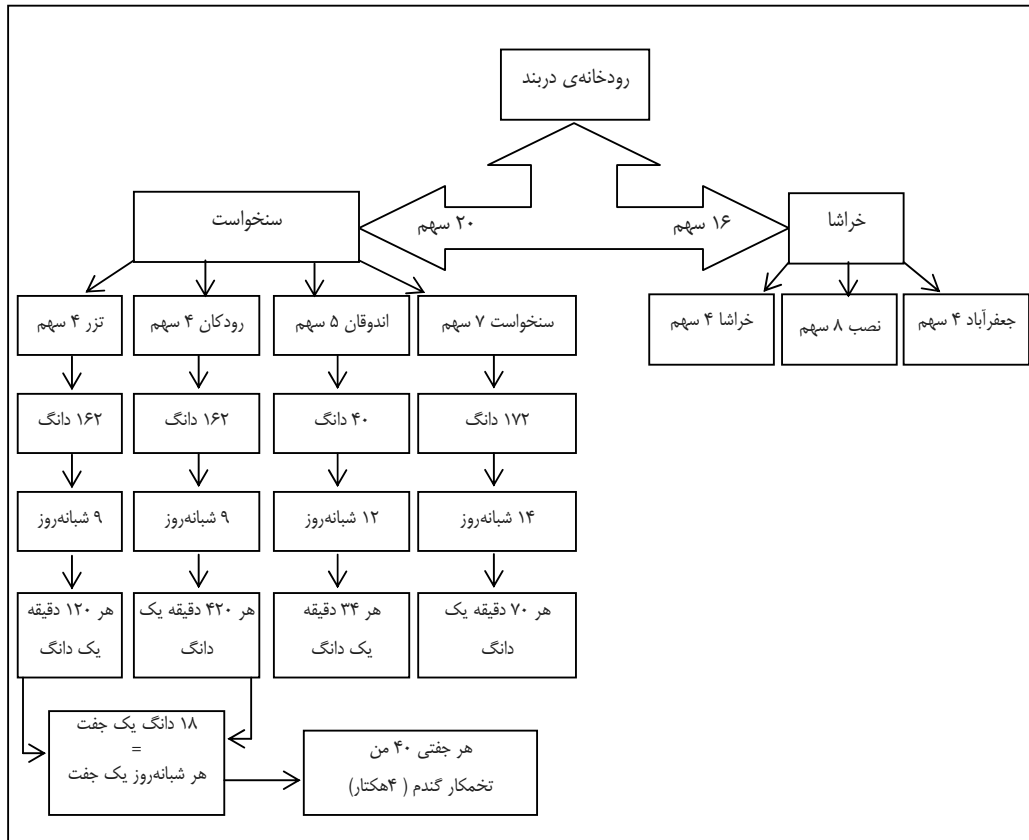 رودخانه‌ی دربند
خراشا
۱۶ سهم
۲۰ سهم
سنخواست
جعفرآباد ۴ سهم
نصب ۸ سهم
خراشا ۴ سهم
سنخواست ۷ سهم
اندوقان ۵ سهم
رودکان ۴ سهم
تزر ۴ سهم
۱۷۲ دانگ
۴۰ دانگ
۱۶۲ دانگ
۱۶۲ دانگ
۱۴ شبانه‌روز
۱۲ شبانه‌روز
۹ شبانه‌روز
۹ شبانه‌روز
هر ۷۰ دقیقه یک
دانگ
هر ۳۴ دقیقه
یک دانگ
هر ۴۲۰ دقیقه یک
دانگ
هر ۱۲۰ دقیقه
یک دانگ
۱۸ دانگ یک جفت
=
هر شبانه‌روز یک جفت
هر جفتی ۴۰ من
تخمکار گندم ( ۴هکتار)